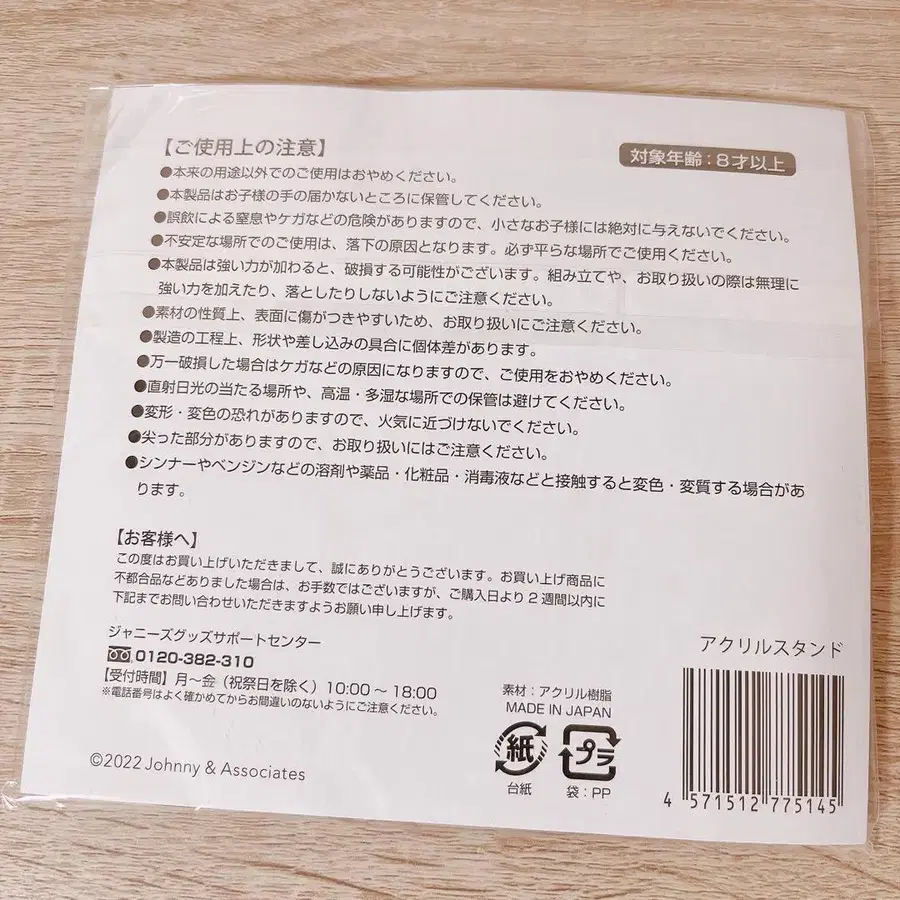 【ご使用上の注意】
対象年齢：8才以上
●本来の用途以外でのご使用はおやめください。
●本製品はお子様の手の届かないところに保管してください。
●誤飲による窒息やケガなどの危険がありますので、小さなお子様には絶対に与えないでください。
●不安定な場所でのご使用は、落下の原因となります。必ず平らな場所でご使用ください。
●本製品は強い力が加わると、破損する可能性がございます。組み立てや、お取り扱いの際は無理に
強い力を加えたり、落としたりしないようにご注意ください。
●素材の性質上、表面に傷がつきやすいため、お取り扱いにご注意ください。
●製造の工程上、形状や差し込みの具合に個体差があります。
●万一破損した場合はケガなどの原因になりますので、ご使用をおやめください。
●直射日光の当たる場所や、高温・多湿な場所での保管は避けてください。
●変形・変色の恐れがありますので、火気に近づけないでください。
●尖った部分がありますので、お取り扱いにはご注意ください。
●シンナーやベンジンなどの溶剤や薬品・化粧品・消毒液などと接触すると変色・変質する場合があ
ります。
【お客様へ】
この度はお買い上げいただきまして、誠にありがとうございます。お買い上げ商品に
不都合品などありました場合は、お手数ではございますが、ご購入日より2週間以内に
下記までお問い合わせいただきますようお願い申し上げます。
ジャニーズグッズサポートセンター
0120-382-310
【受付時間】月～金（祝祭日を除く）10:00～18:00
※電話番号はよく確かめてからお間違いのないようにご注意ください。
©2022 Johnny & Associates
素材：アクリル樹脂
MADE IN JAPAN
紙
プラ
台紙
袋：PP
アクリルスタンド
4 571512 775145